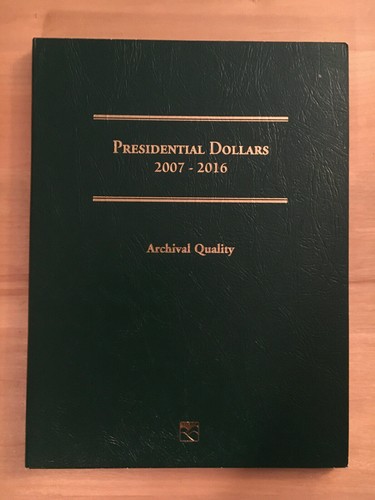 PRESIDENTIAL DOLLARS
2007 - 2016
Archival Quality